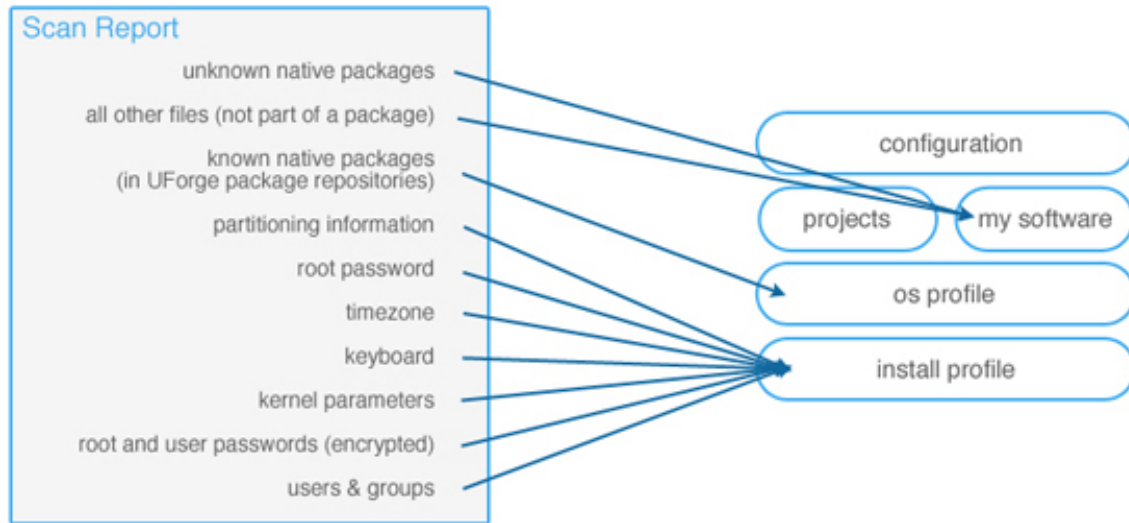 Scan Report
unknown native packages
all other files (not part of a package)
known native packages
(in UForge package repositories)
partitioning information
root password
timezone
keyboard
kernel parameters
root and user passwords (encrypted)
users & groups
configuration
projects
my software
os profile
install profile